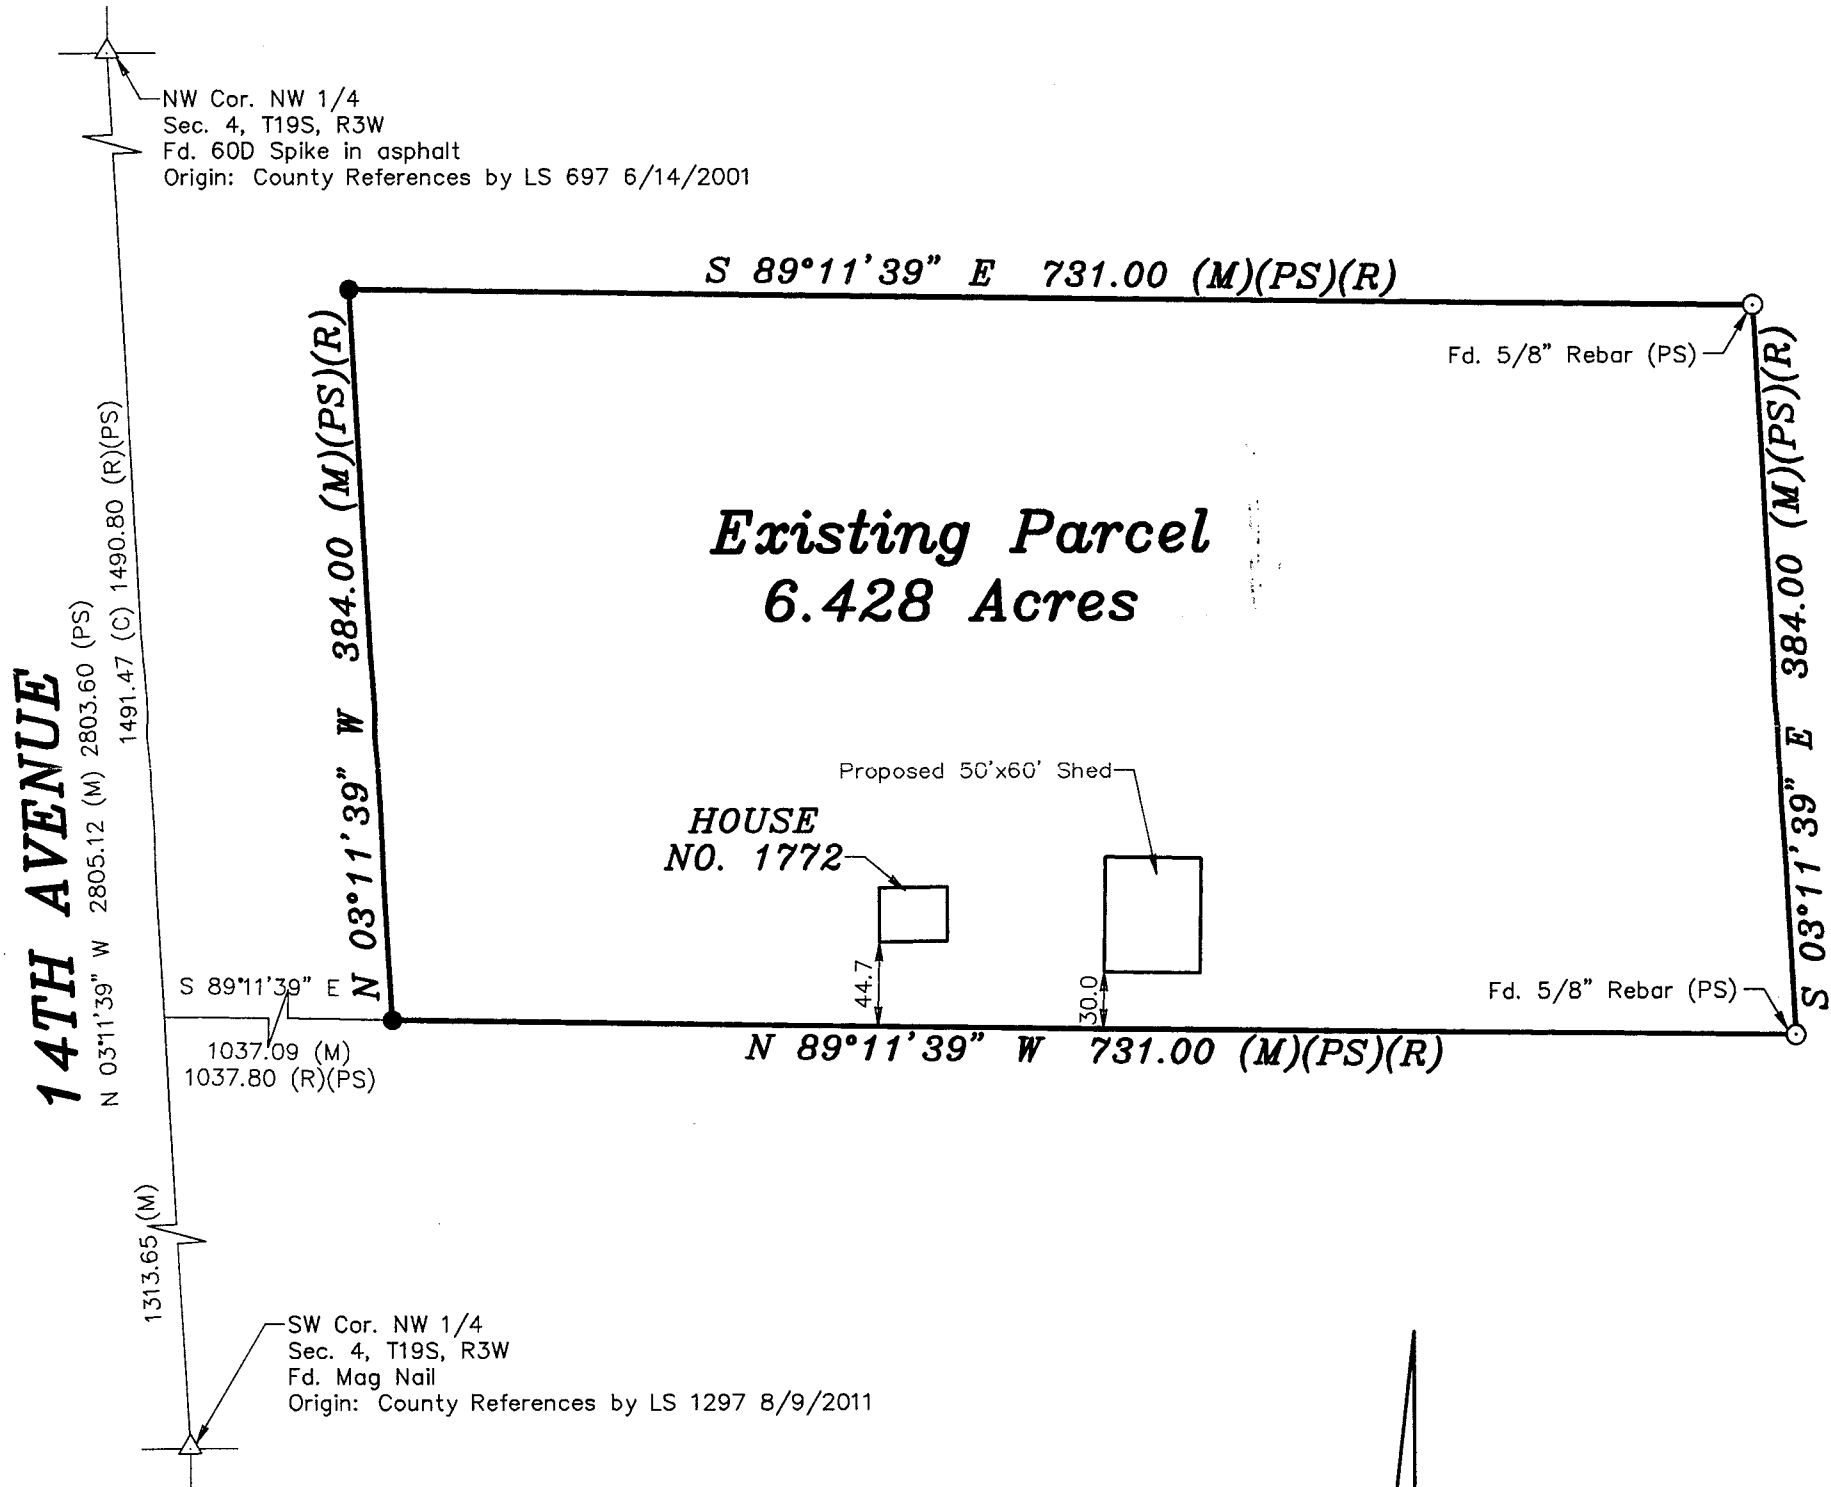 NW Cor. NW 1/4
Sec. 4, T19S, R3W
Fd. 60D Spike in asphalt
Origin: County References by LS 697 6/14/2001
S 89°11'39" E 731.00 (M)(PS)(R)
Fd. 5/8" Rebar (PS)
N 03°11'39" W 384.00 (M)(PS)(R)
S 03°11'39" E 384.00 (M)(PS)(R)
Existing Parcel
6.428 Acres
14TH AVENUE
N 03°11'39" W 2805.12 (M) 2803.60 (PS)
1491.47 (C) 1490.80 (R)(PS)
Proposed 50'x60' Shed
HOUSE
NO. 1772
44.7
30.0
S 89°11'39" E
1037.09 (M)
1037.80 (R)(PS)
Fd. 5/8" Rebar (PS)
N 89°11'39" W 731.00 (M)(PS)(R)
1313.65 (M)
SW Cor. NW 1/4
Sec. 4, T19S, R3W
Fd. Mag Nail
Origin: County References by LS 1297 8/9/2011